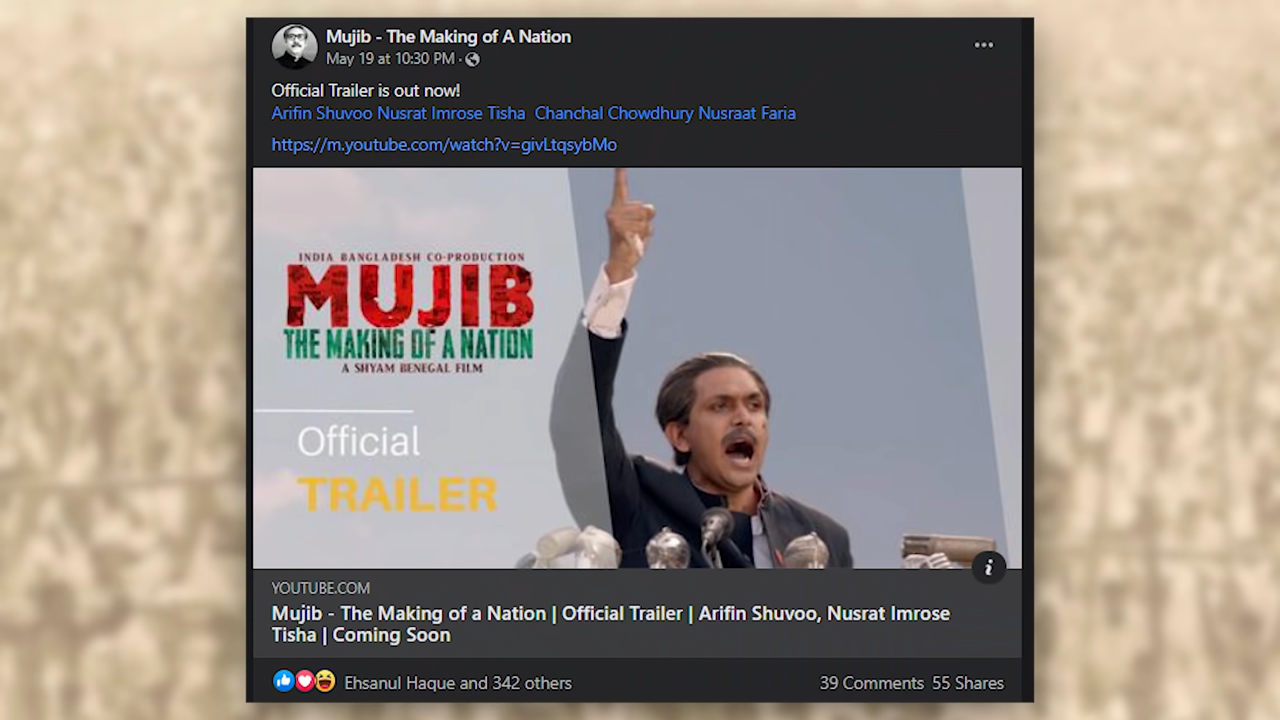 Mujib - The Making of A Nation
May 19 at 10:30 PM ·
Official Trailer is out now!
Arifin Shuvoo Nusrat Imrose Tisha Chanchal Chowdhury Nusraat Faria
https://m.youtube.com/watch?v=givLtqsybMo
INDIA BANGLADESH CO-PRODUCTION
MUJIB
THE MAKING OF A NATION
A SHYAM BENEGAL FILM
Official
TRAILER
YOUTUBE.COM
Mujib - The Making of a Nation | Official Trailer | Arifin Shuvoo, Nusrat Imrose
Tisha | Coming Soon
Ehsanul Haque and 342 others
39 Comments 55 Shares